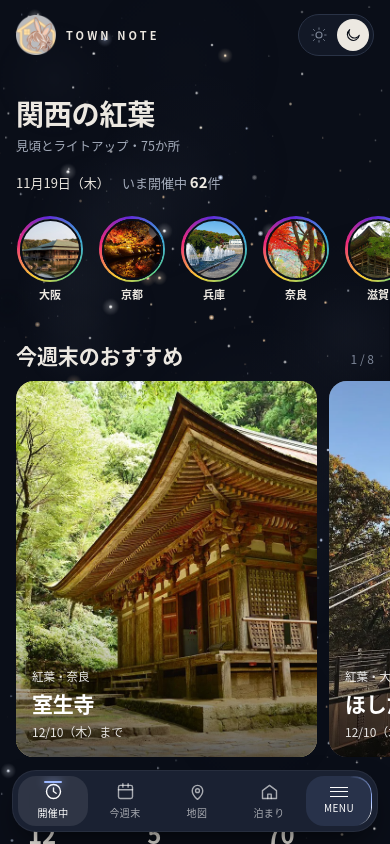 TOWN NOTE
関西の紅葉
見頃とライトアップ・75か所
11月19日（木） いま開催中 62件
大阪 京都 兵庫 奈良 滋賀
今週末のおすすめ 1 / 8
紅葉・奈良 紅葉・大
室生寺 ほし
12/10（木）まで 12/10（
開催中 今週末 地図 泊まり MENU
12 5 70